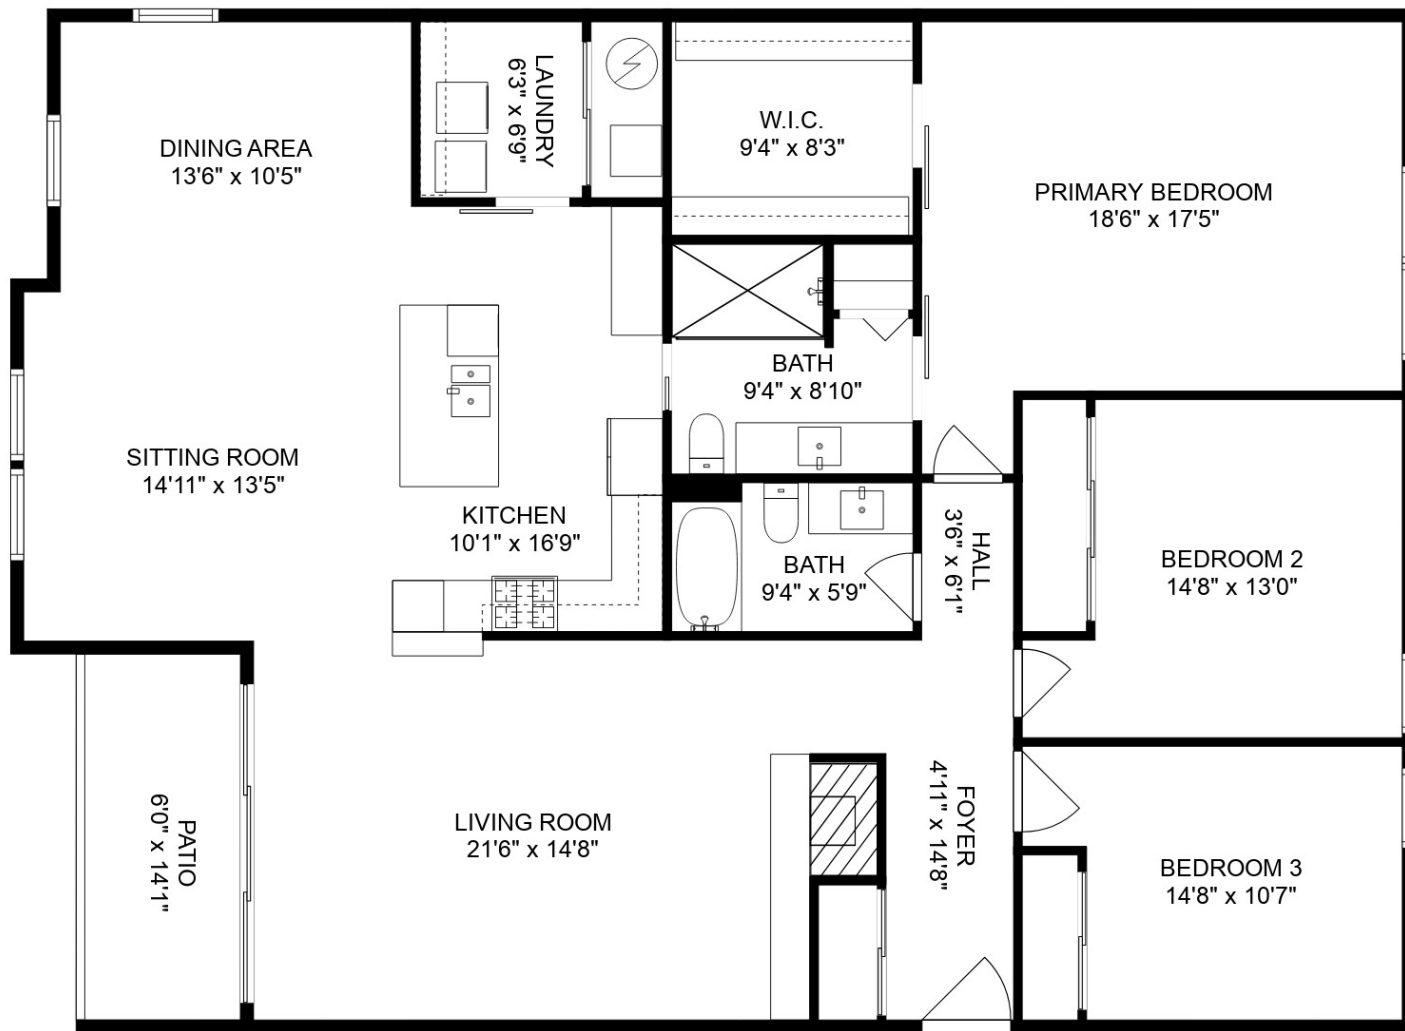 DINING AREA
13'6" x 10'5"
LAUNDRY
6'3" x 6'9"
W.I.C.
9'4" x 8'3"
PRIMARY BEDROOM
18'6" x 17'5"
BATH
9'4" x 8'10"
SITTING ROOM
14'11" x 13'5"
KITCHEN
10'1" x 16'9"
BATH
9'4" x 5'9"
HALL
3'6" x 6'1"
BEDROOM 2
14'8" x 13'0"
PATIO
6'0" x 14'1"
LIVING ROOM
21'6" x 14'8"
FOYER
4'11" x 14'8"
BEDROOM 3
14'8" x 10'7"